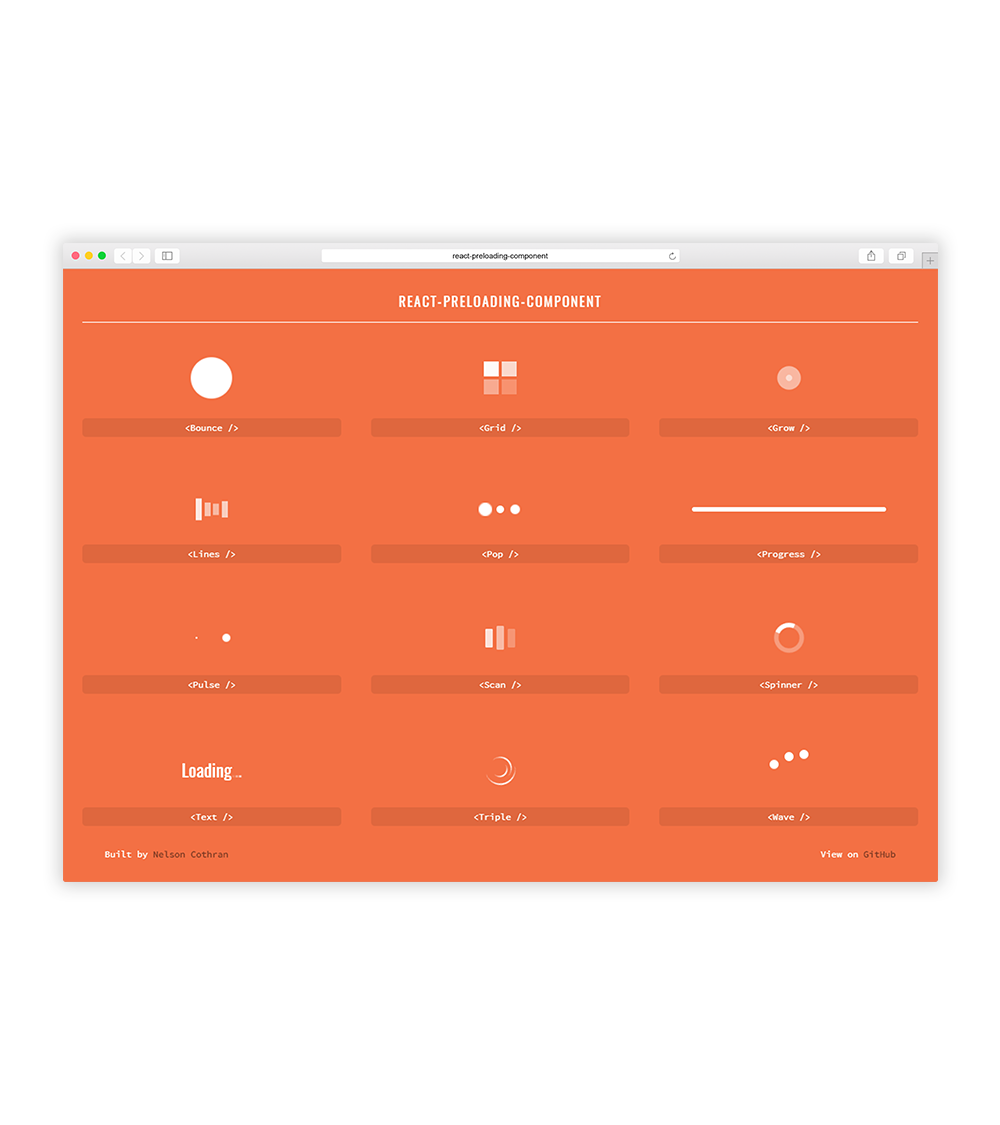 react-preloading-component
REACT-PRELOADING-COMPONENT
<Bounce />
<Grid />
<Grow />
<Lines />
<Pop />
<Progress />
<Pulse />
<Scan />
<Spinner />
Loading...
<Text />
<Triple />
<Wave />
Built by Nelson Cothran
View on GitHub